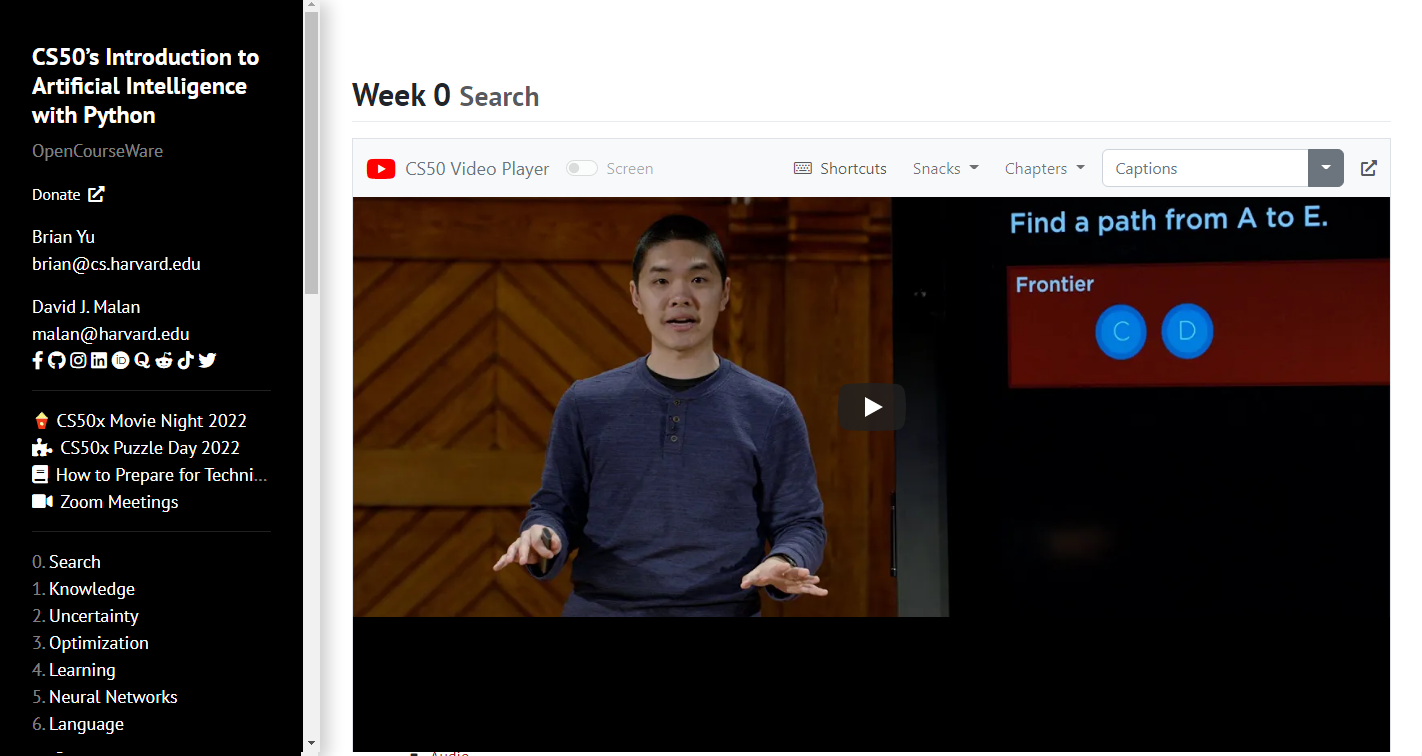 CS50’s Introduction to
Artificial Intelligence
with Python
OpenCourseWare
Donate
Brian Yu
brian@cs.harvard.edu
David J. Malan
malan@harvard.edu
CS50x Movie Night 2022
CS50x Puzzle Day 2022
How to Prepare for Techni…
Zoom Meetings
0. Search
1. Knowledge
2. Uncertainty
3. Optimization
4. Learning
5. Neural Networks
6. Language
Week 0 Search
CS50 Video Player Screen Shortcuts Snacks Chapters Captions
Find a path from A to E.
Frontier
C D